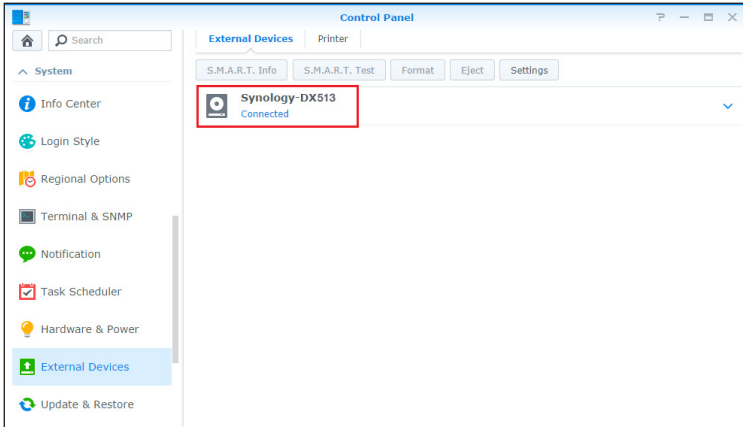 Control Panel
Search
System
Info Center
Login Style
Regional Options
Terminal & SNMP
Notification
Task Scheduler
Hardware & Power
External Devices
Update & Restore
External Devices Printer
S.M.A.R.T. Info S.M.A.R.T. Test Format Eject Settings
Synology-DX513
Connected